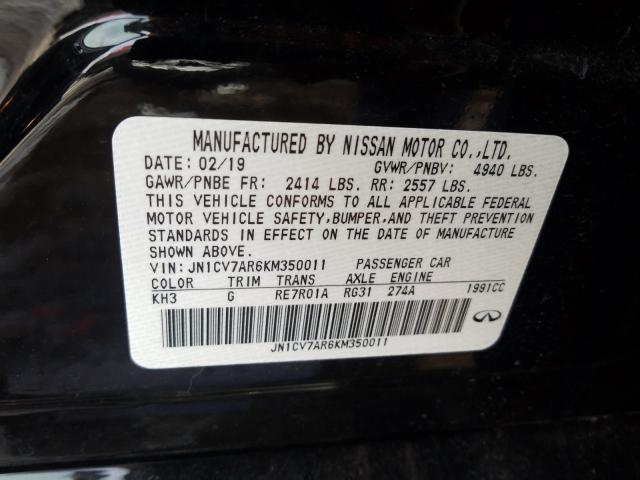 MANUFACTURED BY NISSAN MOTOR CO.,LTD.
DATE: 02/19 GVWR/PNBV: 4940 LBS.
GAWR/PNBE FR: 2414 LBS. RR: 2557 LBS.
THIS VEHICLE CONFORMS TO ALL APPLICABLE FEDERAL
MOTOR VEHICLE SAFETY,BUMPER,AND THEFT PREVENTION
STANDARDS IN EFFECT ON THE DATE OF MANUFACTURE
SHOWN ABOVE.
VIN: JN1CV7AR6KM350011 PASSENGER CAR
COLOR TRIM TRANS AXLE ENGINE
KH3 G RE7R01A RG31 274A 1991CC
JN1CV7AR6KM350011